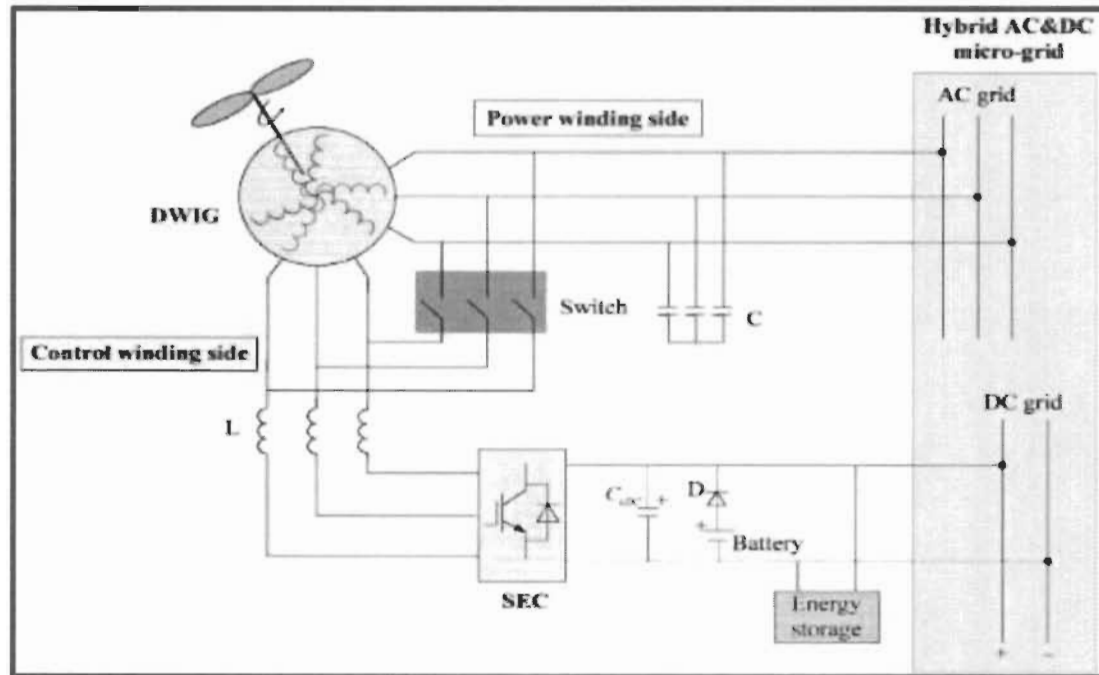 Hybrid AC&DC
micro-grid
AC grid
Power winding side
DWIG
Switch
C
Control winding side
L
DC grid
D
+
+
Battery
SEC
Energy
storage
+
–